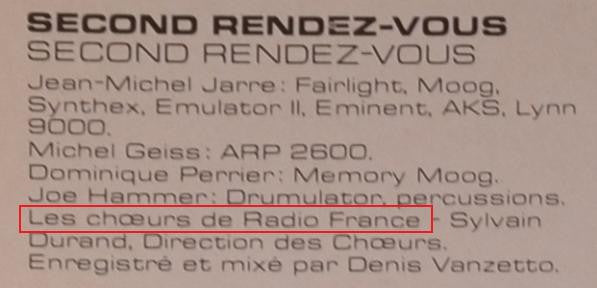 SECOND RENDEZ-VOUS
SECOND RENDEZ-VOUS
Jean-Michel Jarre: Fairlight, Moog,
Synthex, Emulator II, Eminent, AKS, Lynn
9000.
Michel Geiss: ARP 2600.
Dominique Perrier: Memory Moog.
Joe Hammer: Drumulator, percussions.
Les chœurs de Radio France - Sylvain
Durand, Direction des Chœurs.
Enregistré et mixé par Denis Vanzetto.